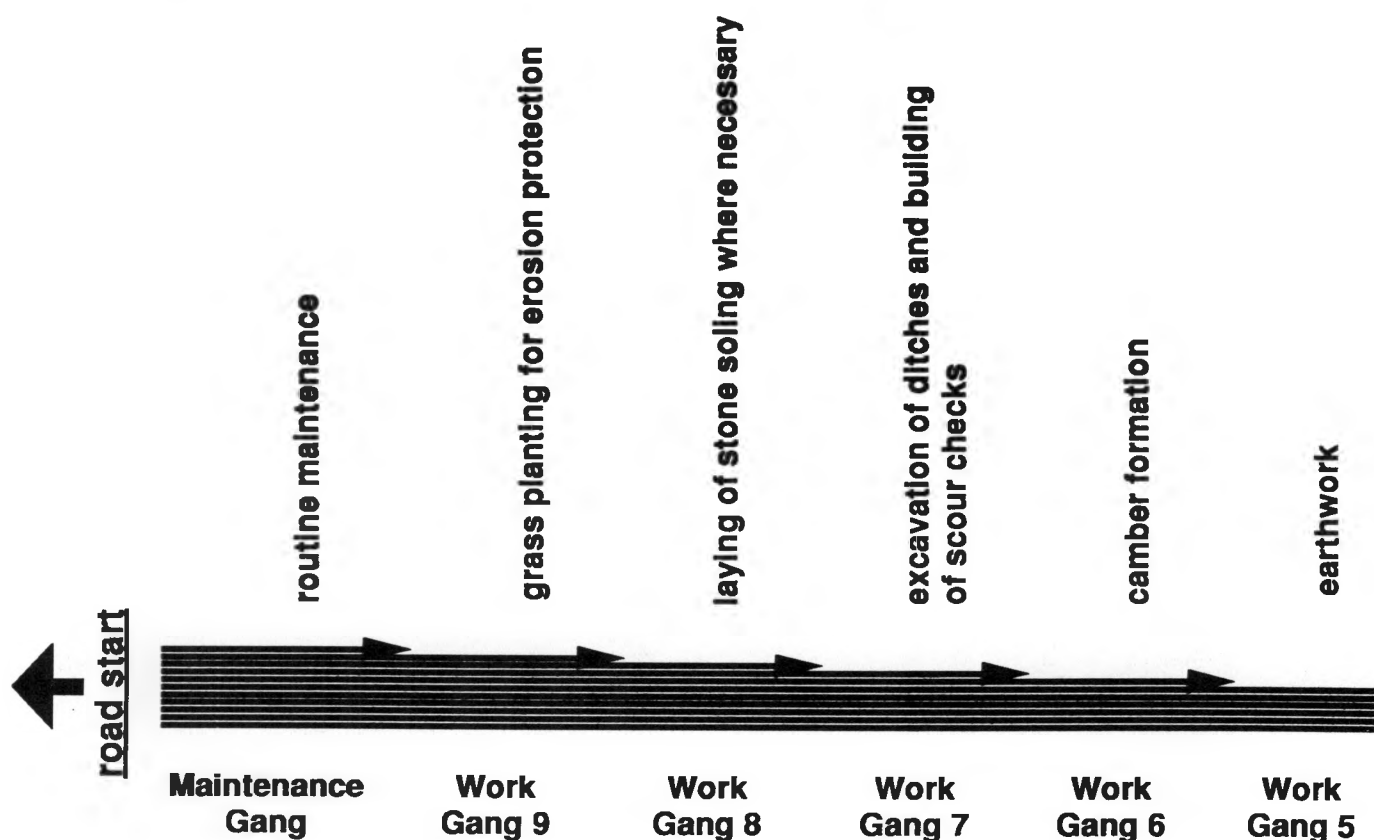 road start
routine maintenance
grass planting for erosion protection
laying of stone soling where necessary
excavation of ditches and building
of scour checks
camber formation
earthwork
Maintenance
Gang
Work
Gang 9
Work
Gang 8
Work
Gang 7
Work
Gang 6
Work
Gang 5